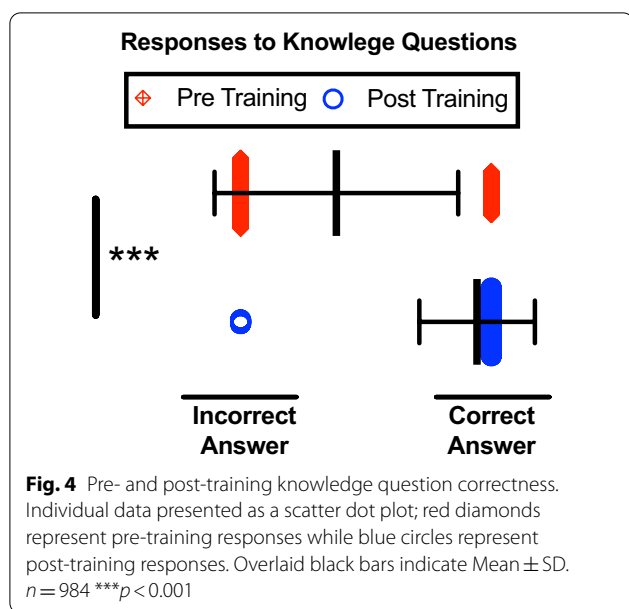 Responses to Knowlege Questions
Pre Training Post Training
***
Incorrect Answer
Correct Answer
Fig. 4 Pre- and post-training knowledge question correctness.
Individual data presented as a scatter dot plot; red diamonds
represent pre-training responses while blue circles represent
post-training responses. Overlaid black bars indicate Mean ± SD.
n = 984 ***p < 0.001